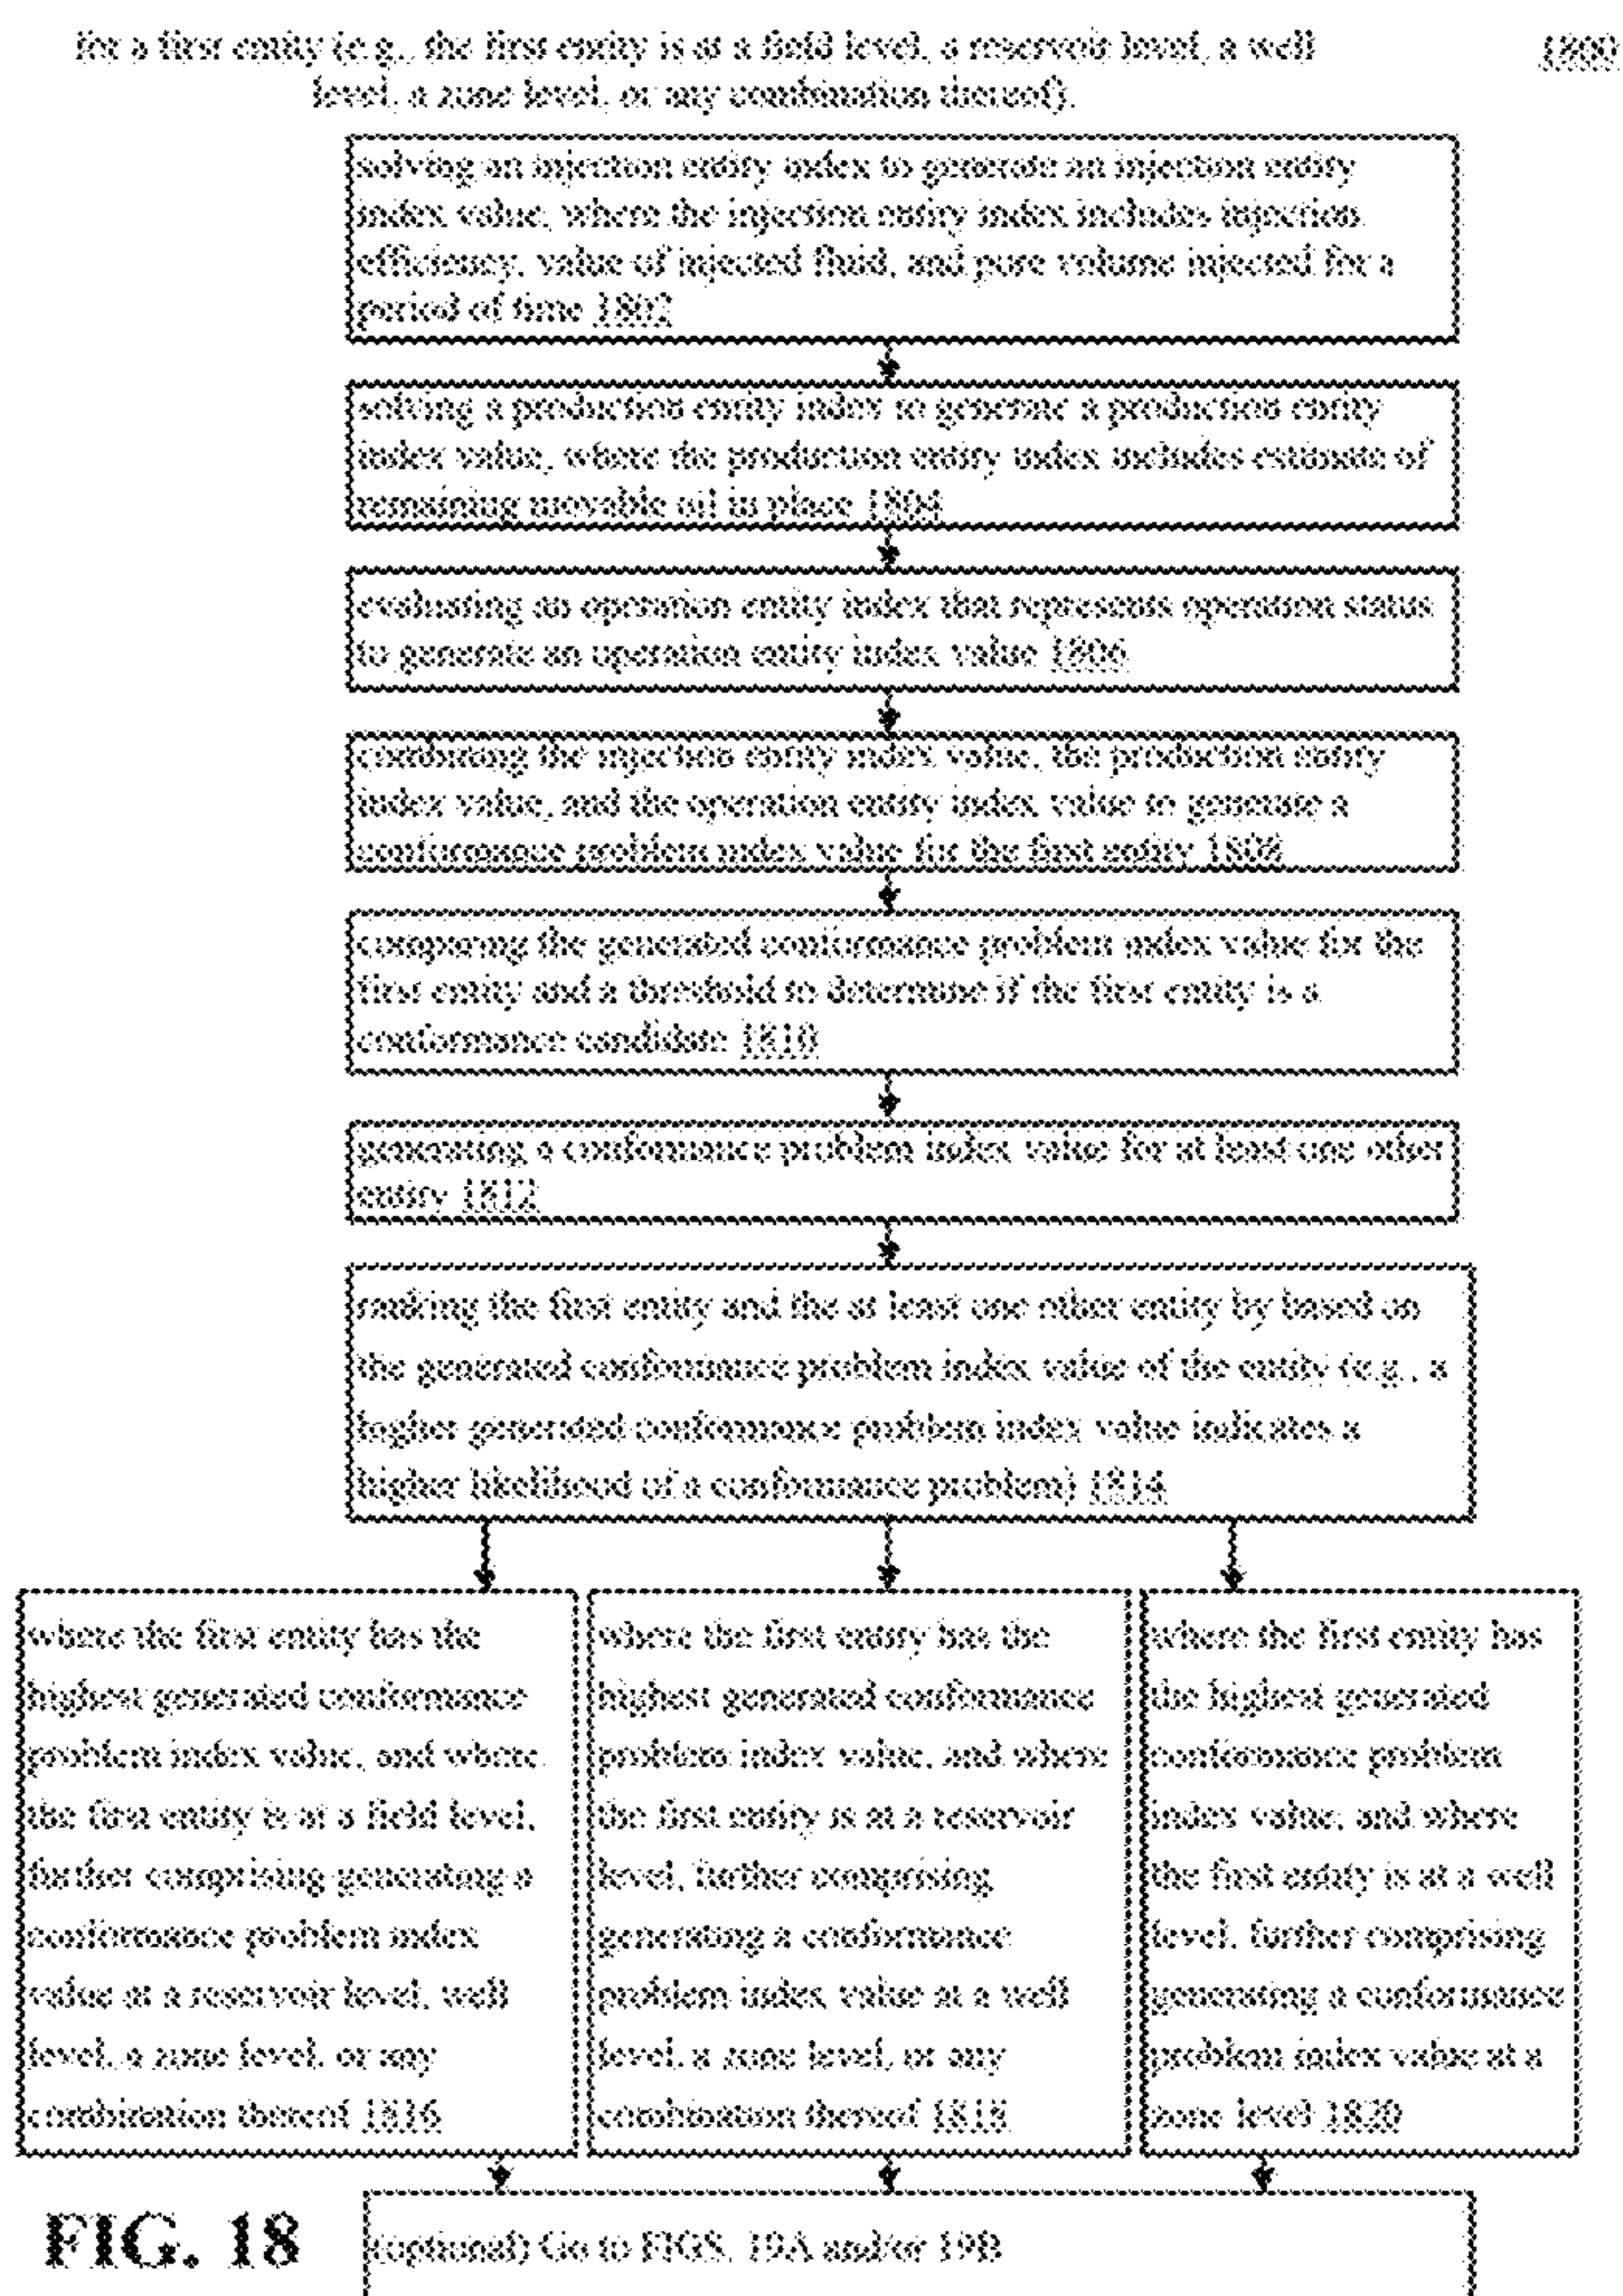 for a first entity (e.g., the first entity is at a field level, a reservoir level, a well
1800
level, a zone level, or any combination thereof).
solving an injection entity index to generate an injection entity
index value, where the injection entity index includes injection
efficiency, value of injected fluid, and pore volume injected for a
period of time 1802
solving a production entity index to generate a production entity
index value, where the production entity index includes estimate of
remaining movable oil in place 1804
evaluating an operation entity index that represents operation status
to generate an operation entity index value 1806
combining the injection entity index value, the production entity
index value, and the operation entity index value to generate a
conformance problem index value for the first entity 1808
comparing the generated conformance problem index value for the
first entity and a threshold to determine if the first entity is a
conformance candidate 1810
generating a conformance problem index value for at least one other
entity 1812
ranking the first entity and the at least one other entity by based on
the generated conformance problem index value of the entity (e.g., a
higher generated conformance problem index value indicates a
higher likelihood of a conformance problem) 1814
where the first entity has the
highest generated conformance
problem index value, and where
the first entity is at a field level,
further comprising generating a
conformance problem index
value at a reservoir level, well
level, a zone level, or any
combination thereof 1816
where the first entity has the
highest generated conformance
problem index value, and where
the first entity is at a reservoir
level, further comprising
generating a conformance
problem index value at a well
level, a zone level, or any
combination thereof 1818
where the first entity has
the highest generated
conformance problem
index value, and where
the first entity is at a well
level, further comprising
generating a conformance
problem index value at a
zone level 1820
(optional) Go to FIGS. 19A and/or 19B
FIG. 18